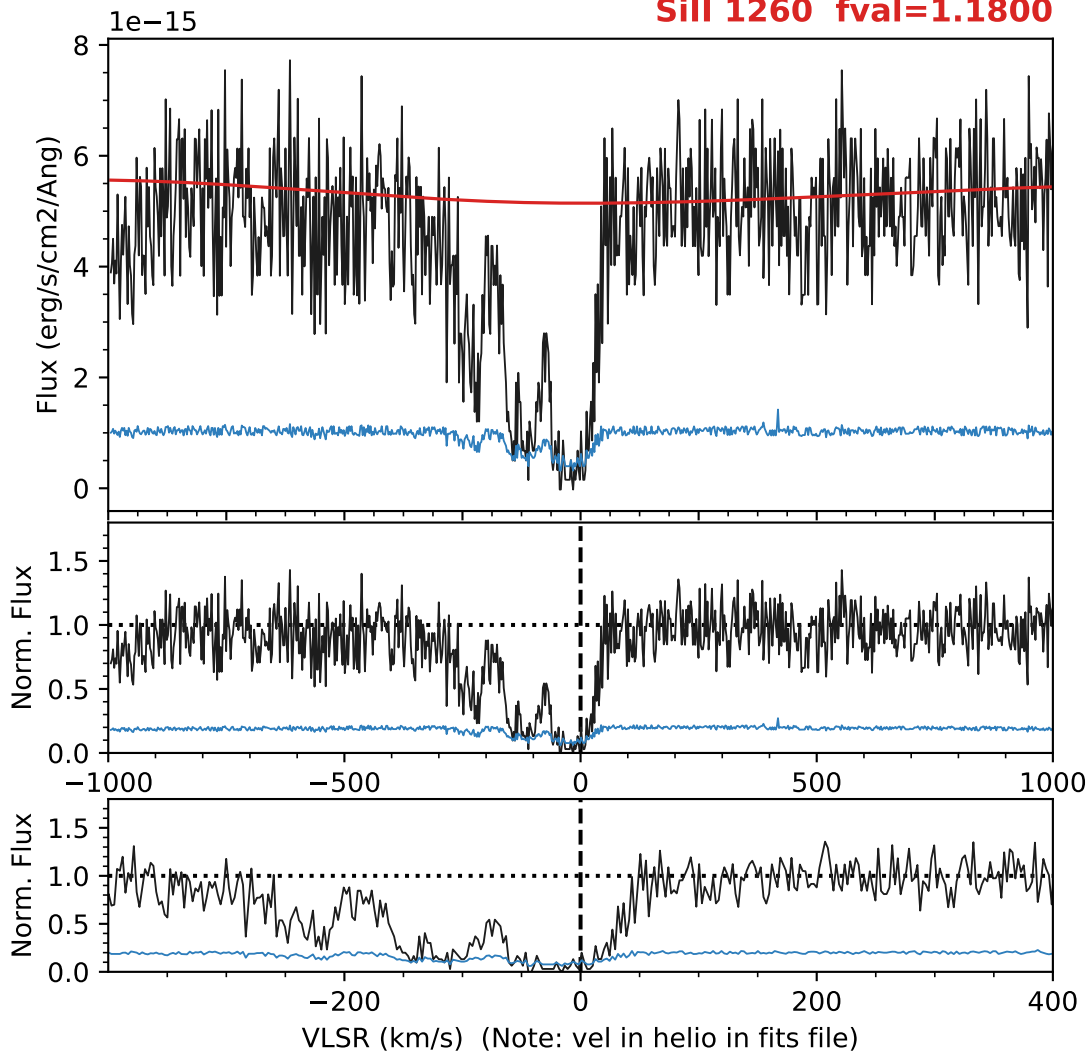 SiII 1260 fval=1.1800
1e−15
8
6
4
2
0
Flux (erg/s/cm2/Ang)
1.5
1.0
0.5
0.0
Norm. Flux
−1000 −500 0 500 1000
1.5
1.0
0.5
0.0
Norm. Flux
−200 0 200 400
VLSR (km/s) (Note: vel in helio in fits file)